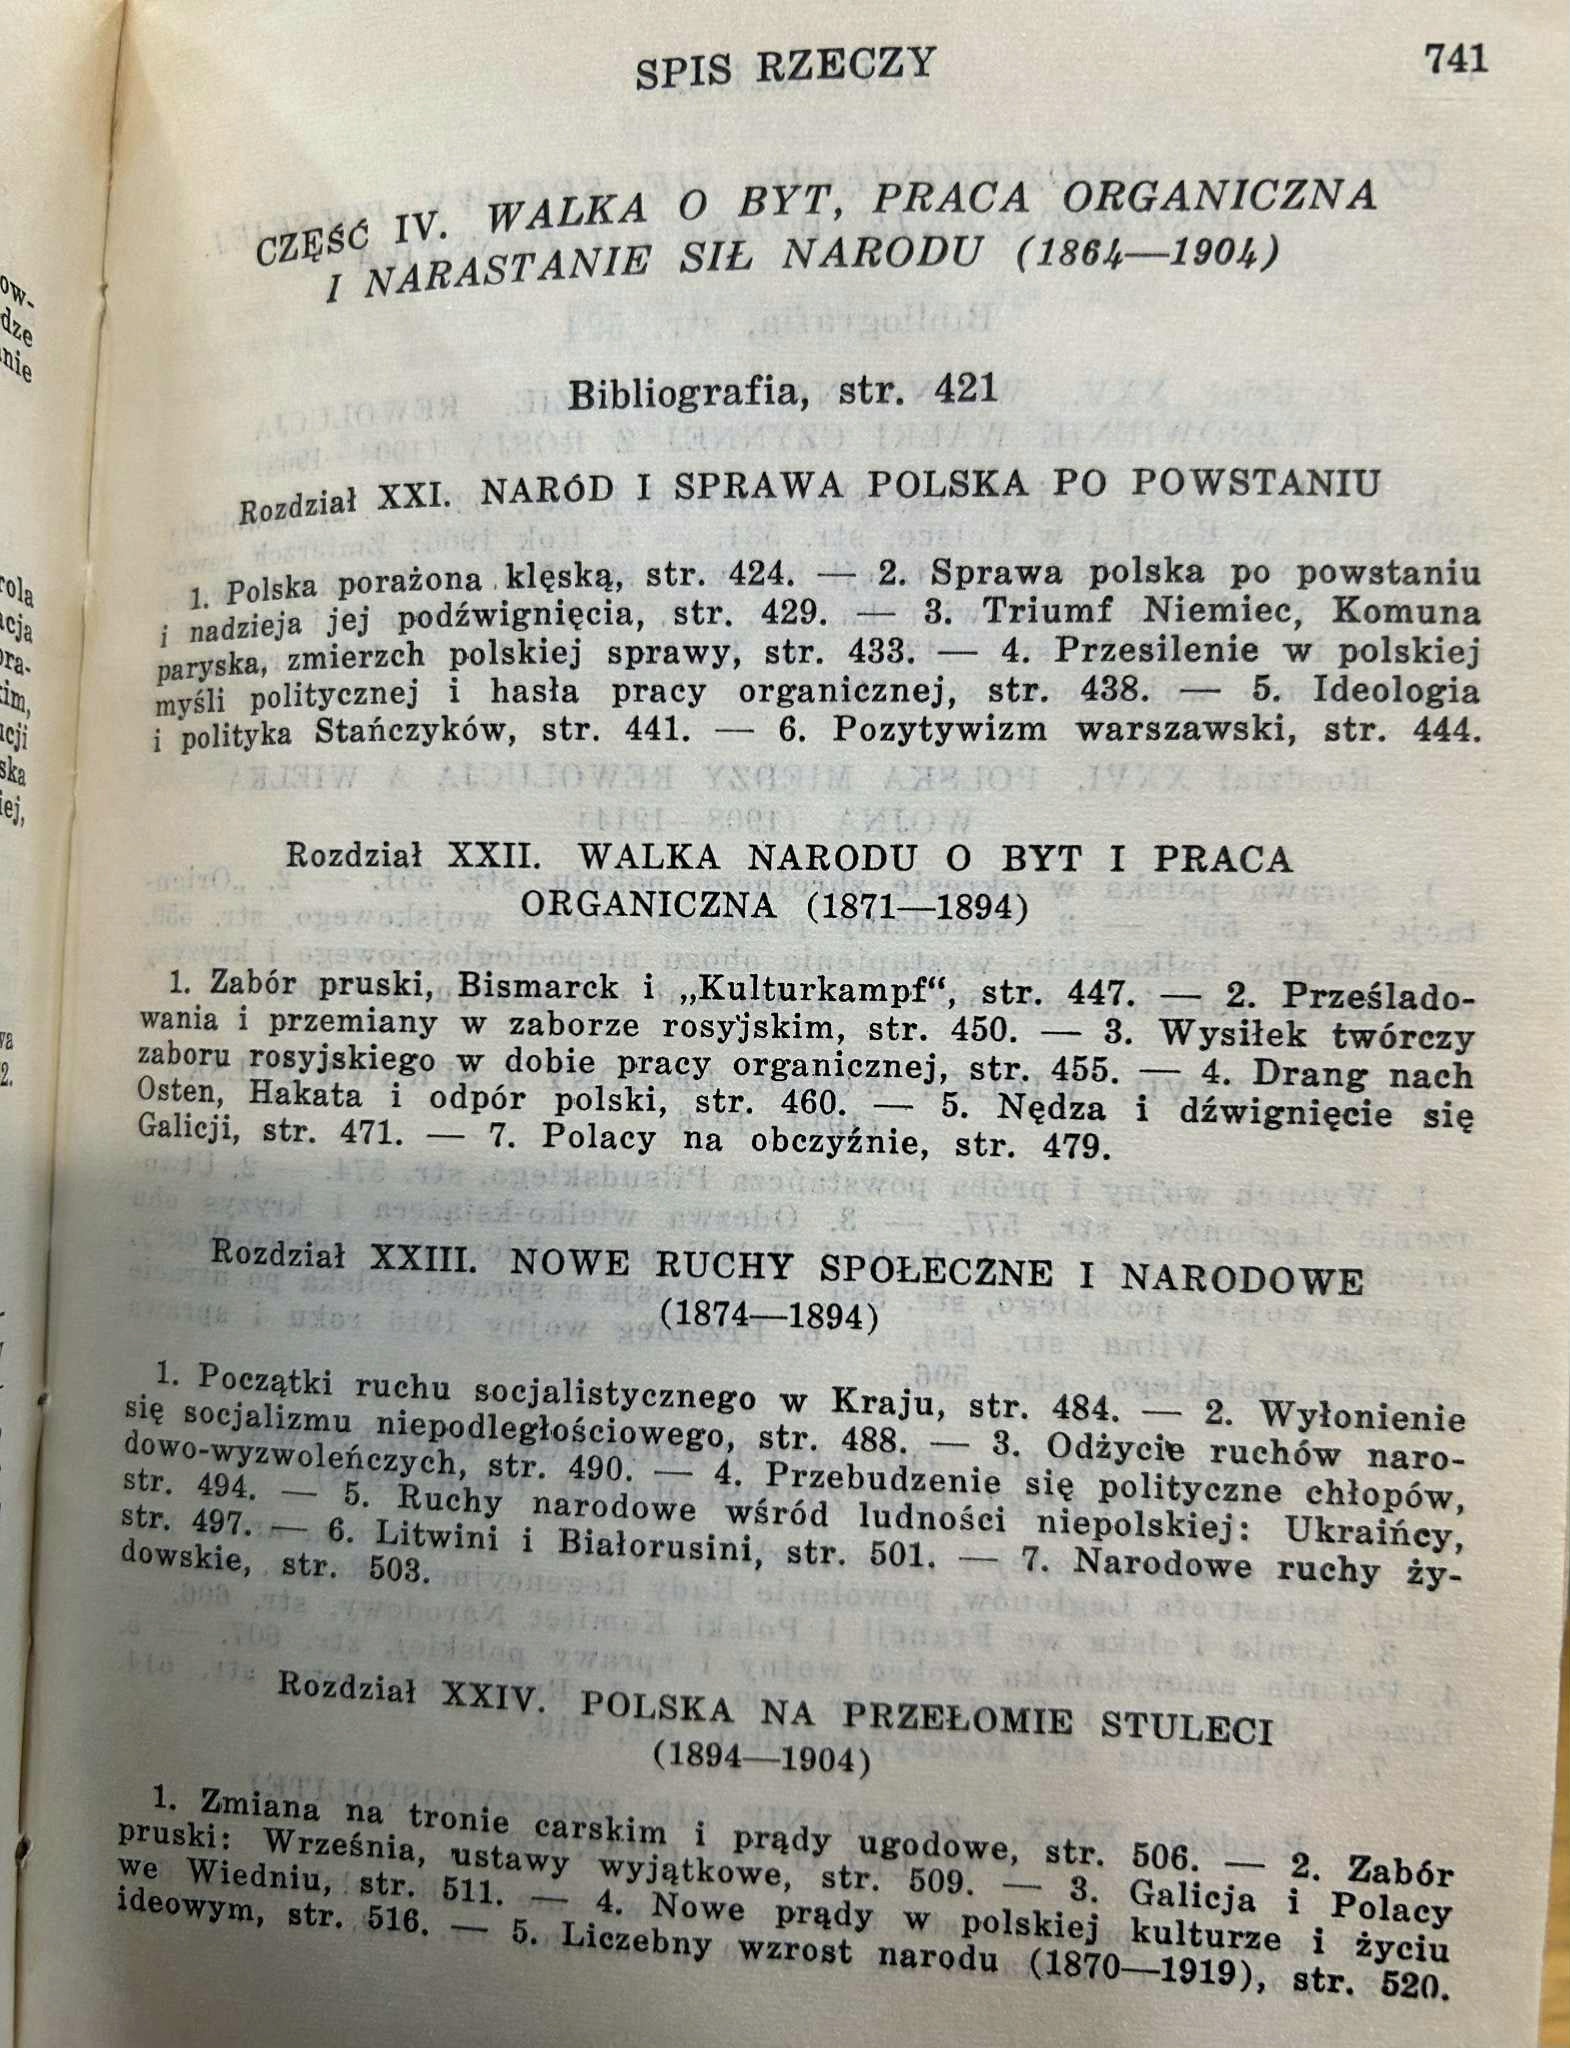 SPIS RZECZY 741
CZĘŚĆ IV. WALKA O BYT, PRACA ORGANICZNA
I NARASTANIE SIŁ NARODU (1864—1904)
Bibliografia, str. 421
Rozdział XXI. NARÓD I SPRAWA POLSKA PO POWSTANIU
1. Polska porażona klęską, str. 424. — 2. Sprawa polska po powstaniu
i nadzieja jej podźwignięcia, str. 429. — 3. Triumf Niemiec, Komuna
paryska, zmierzch polskiej sprawy, str. 433. — 4. Przesilenie w polskiej
myśli politycznej i hasła pracy organicznej, str. 438. — 5. Ideologia
i polityka Stańczyków, str. 441. — 6. Pozytywizm warszawski, str. 444.
Rozdział XXII. WALKA NARODU O BYT I PRACA
ORGANICZNA (1871—1894)
1. Zabór pruski, Bismarck i „Kulturkampf“, str. 447. — 2. Prześlado-
wania i przemiany w zaborze rosyjskim, str. 450. — 3. Wysiłek twórczy
zaboru rosyjskiego w dobie pracy organicznej, str. 455. — 4. Drang nach
Osten, Hakata i odpór polski, str. 460. — 5. Nędza i dźwignięcie się
Galicji, str. 471. — 7. Polacy na obczyźnie, str. 479.
Rozdział XXIII. NOWE RUCHY SPOŁECZNE I NARODOWE
(1874—1894)
1. Początki ruchu socjalistycznego w Kraju, str. 484. — 2. Wyłonienie
się socjalizmu niepodległościowego, str. 488. — 3. Odżycie ruchów naro-
dowo-wyzwoleńczych, str. 490. — 4. Przebudzenie się polityczne chłopów,
str. 494. — 5. Ruchy narodowe wśród ludności niepolskiej: Ukraińcy,
str. 497. — 6. Litwini i Białorusini, str. 501. — 7. Narodowe ruchy ży-
dowskie, str. 503.
Rozdział XXIV. POLSKA NA PRZEŁOMIE STULECI
(1894—1904)
1. Zmiana na tronie carskim i prądy ugodowe, str. 506. — 2. Zabór
pruski: Września, ustawy wyjątkowe, str. 509. — 3. Galicja i Polacy
we Wiedniu, str. 511. — 4. Nowe prądy w polskiej kulturze i życiu
ideowym, str. 516. — 5. Liczebny wzrost narodu (1870—1919), str. 520.